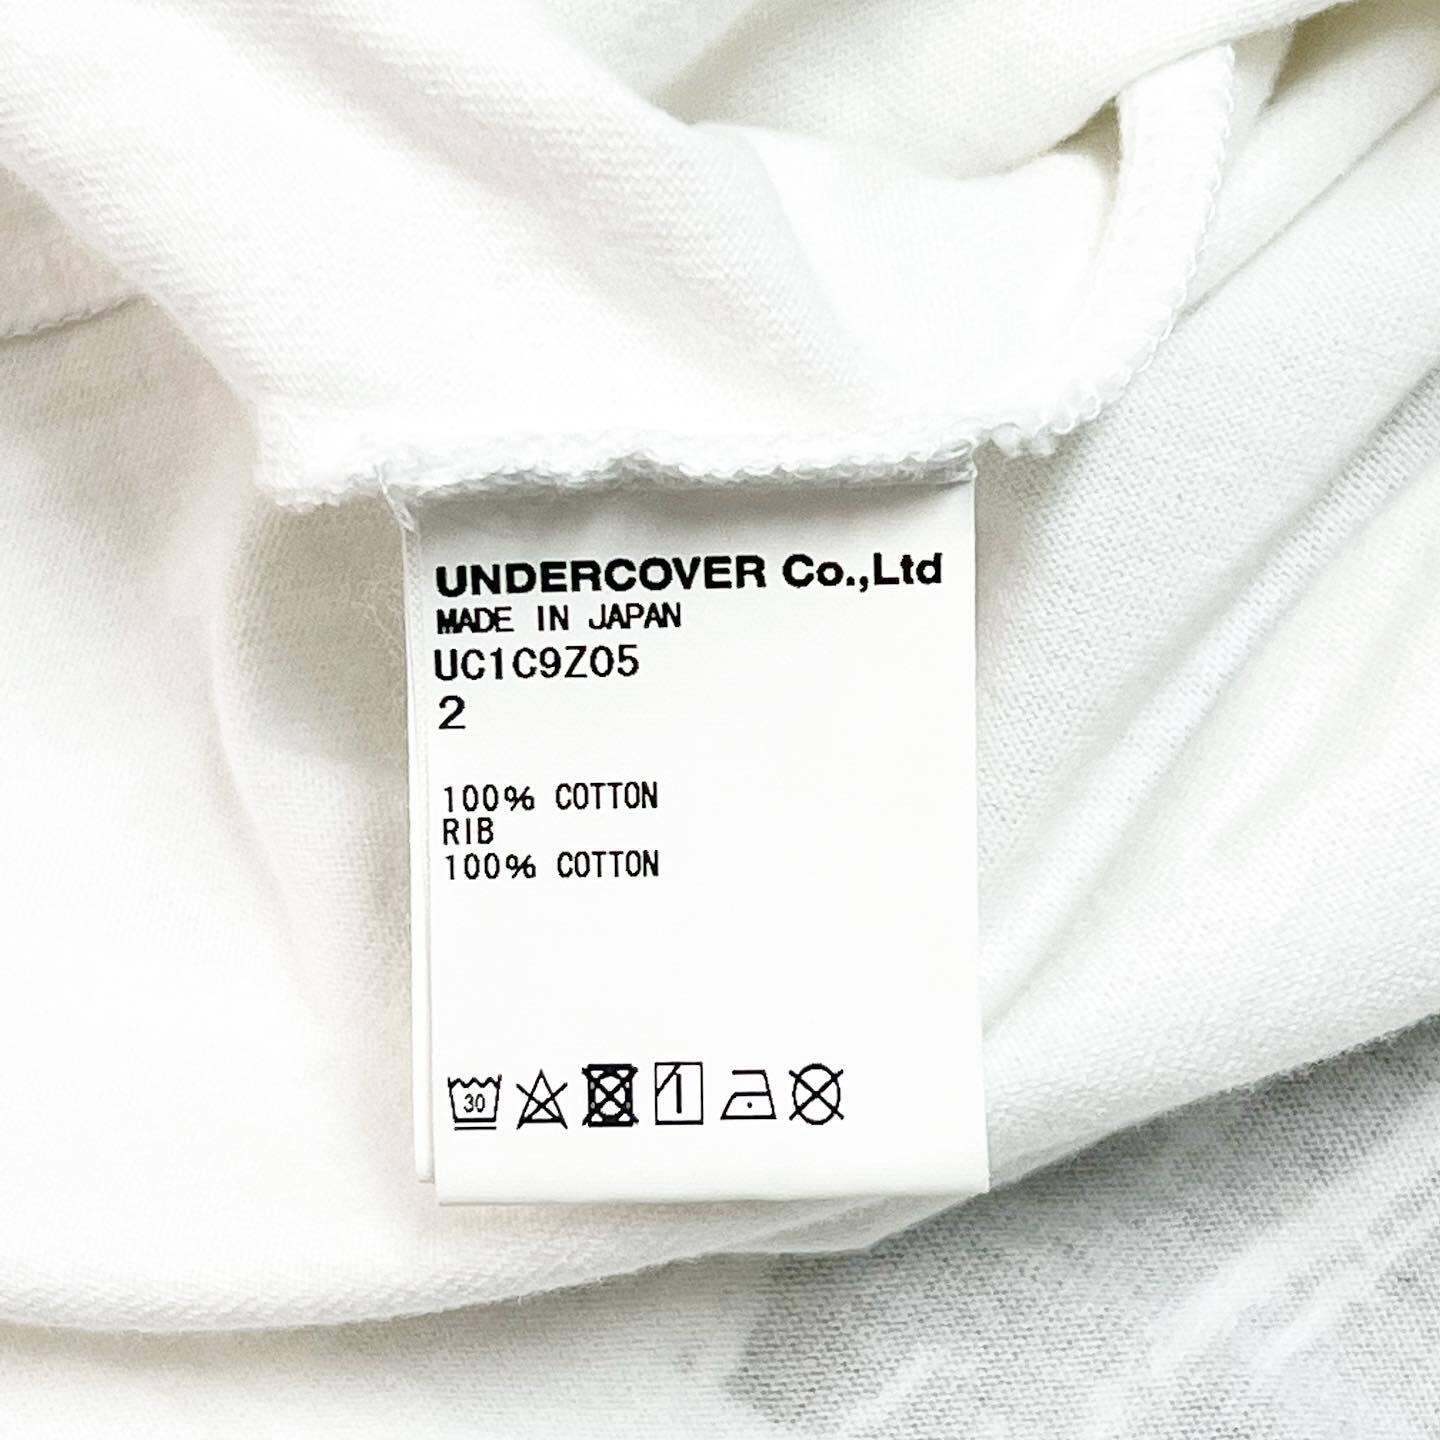 UNDERCOVER Co.,Ltd
MADE IN JAPAN
UC1C9Z05
2
100% COTTON
RIB
100% COTTON
30